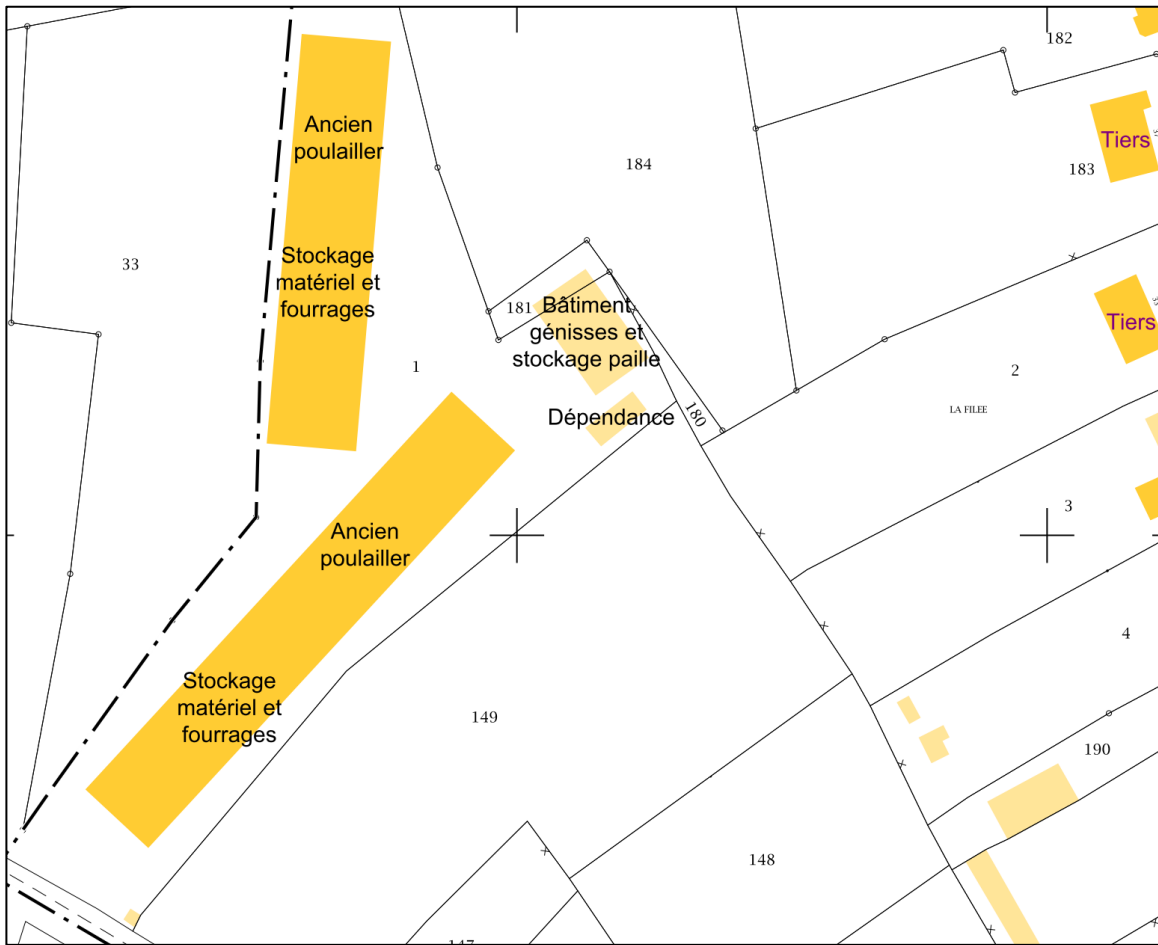 182
Ancien
poulailler
Tiers
184
183
33
Stockage
matériel et
fourrages
181
Bâtiment
génisses et
stockage paille
Tiers
1
2
180
LA FILEE
Dépendance
3
Ancien
poulailler
4
Stockage
matériel et
fourrages
149
190
148
147